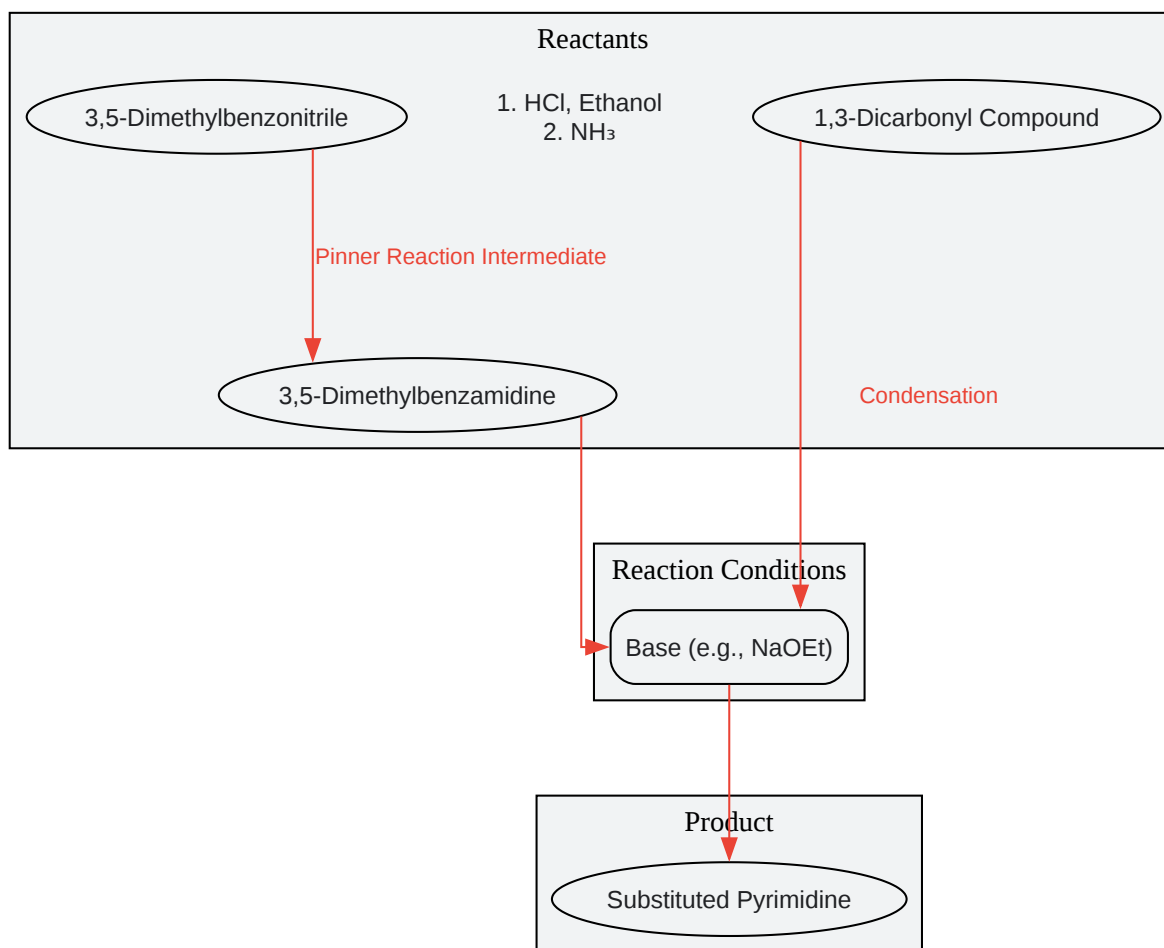 Reactants
3,5-Dimethylbenzonitrile
1. HCl, Ethanol
2. NH₃
1,3-Dicarbonyl Compound
Pinner Reaction Intermediate
3,5-Dimethylbenzamidine
Condensation
Reaction Conditions
Base (e.g., NaOEt)
Product
Substituted Pyrimidine